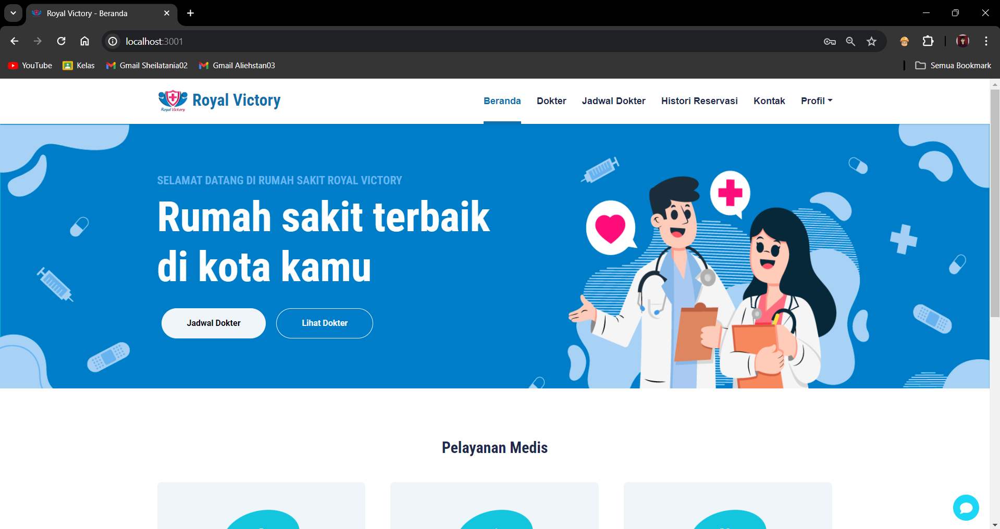 Royal Victory - Beranda
localhost:3001
YouTube
Kelas
Gmail Sheilatania02
Gmail Aliehstan03
Semua Bookmark
Royal Victory
Royal Victory
Beranda
Dokter
Jadwal Dokter
Histori Reservasi
Kontak
Profil
SELAMAT DATANG DI RUMAH SAKIT ROYAL VICTORY
Rumah sakit terbaik
di kota kamu
Jadwal Dokter
Lihat Dokter
Pelayanan Medis